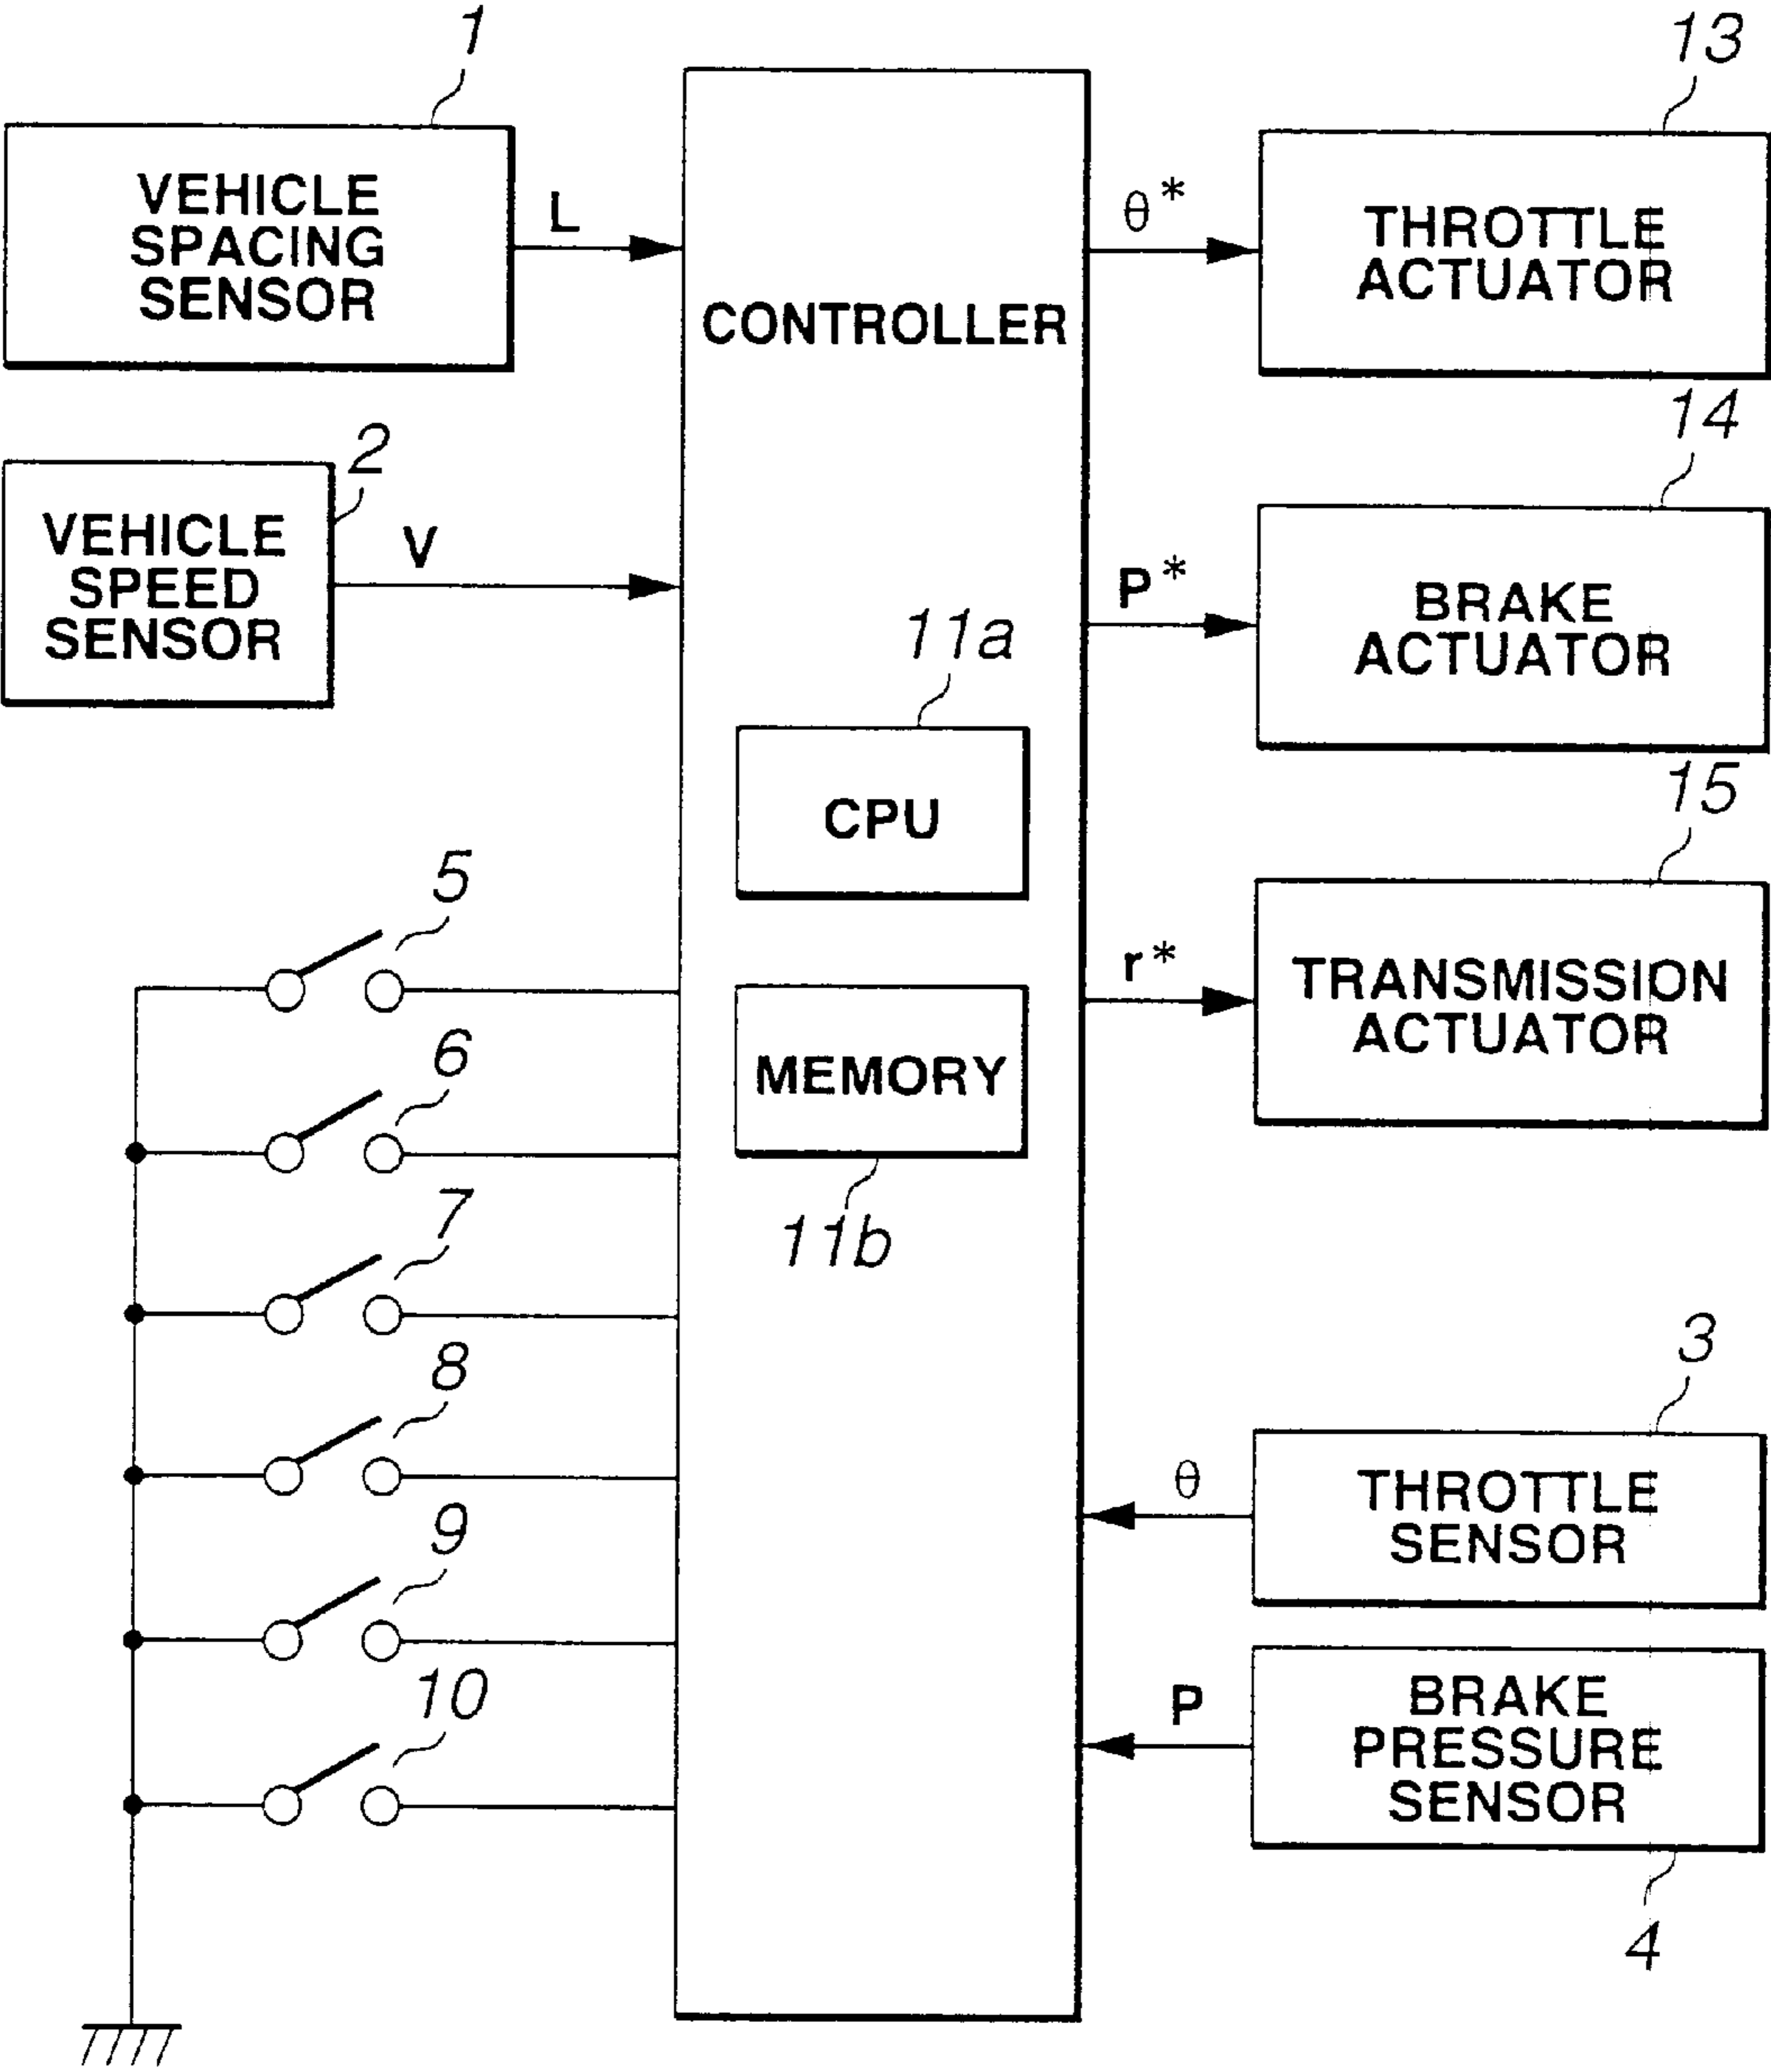 1
VEHICLE
SPACING
SENSOR
L
2
VEHICLE
SPEED
SENSOR
V
CONTROLLER
11a
CPU
MEMORY
11b
13
θ*
THROTTLE
ACTUATOR
14
P*
BRAKE
ACTUATOR
15
r*
TRANSMISSION
ACTUATOR
5
6
7
8
9
10
3
θ
THROTTLE
SENSOR
P
BRAKE
PRESSURE
SENSOR
4